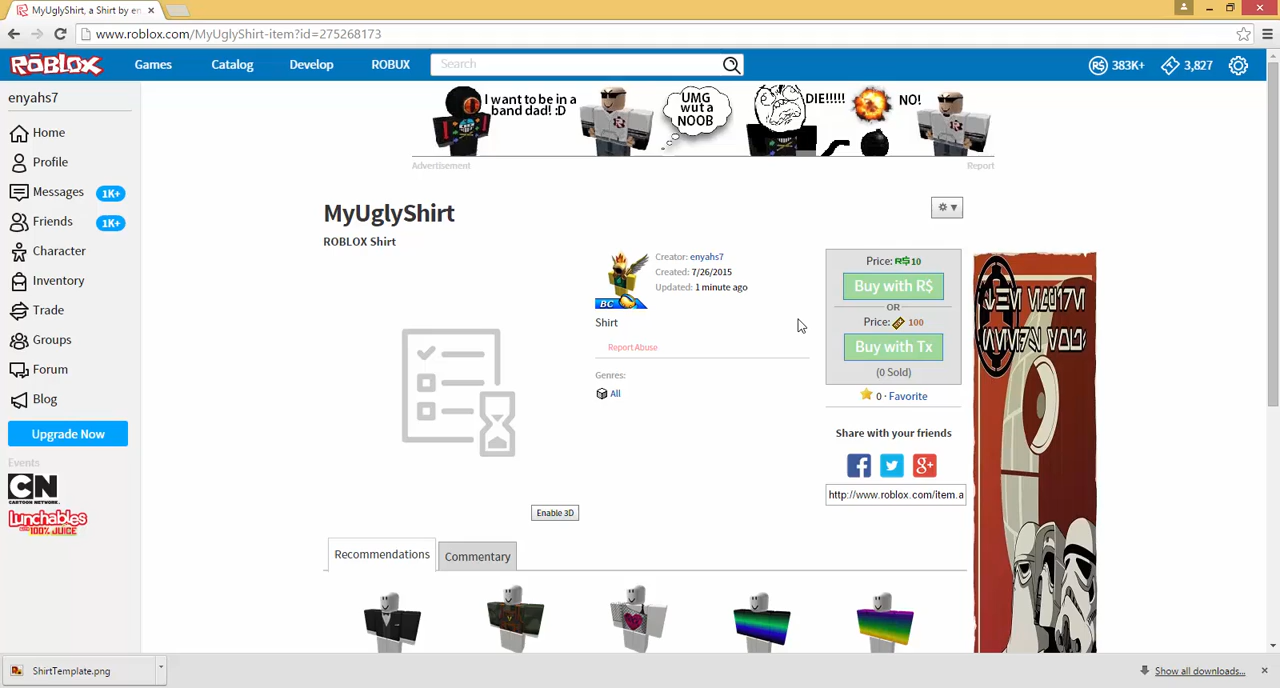 MyUglyShirt, a Shirt by en
www.roblox.com/MyUglyShirt-item?id=275268173
ROBLOX
Games
Catalog
Develop
ROBUX
Search
R$ 383K+
3,827
enyahs7
Home
Profile
Messages 1K+
Friends 1K+
Character
Inventory
Trade
Groups
Forum
Blog
Upgrade Now
Events
CN
CARTOON NETWORK
Lunchables
100% JUICE
I want to be in a
band dad! :D
UMG
wut a
NOOB
DIE!!!!!
NO!
Advertisement
Report
MyUglyShirt
ROBLOX Shirt
Creator: enyahs7
Created: 7/26/2015
Updated: 1 minute ago
BC
Shirt
Report Abuse
Genres:
All
Enable 3D
Price: R$ 10
Buy with R$
OR
Price: 100
Buy with Tx
(0 Sold)
0 · Favorite
Share with your friends
http://www.roblox.com/item.a
Recommendations
Commentary
ShirtTemplate.png
Show all downloads...